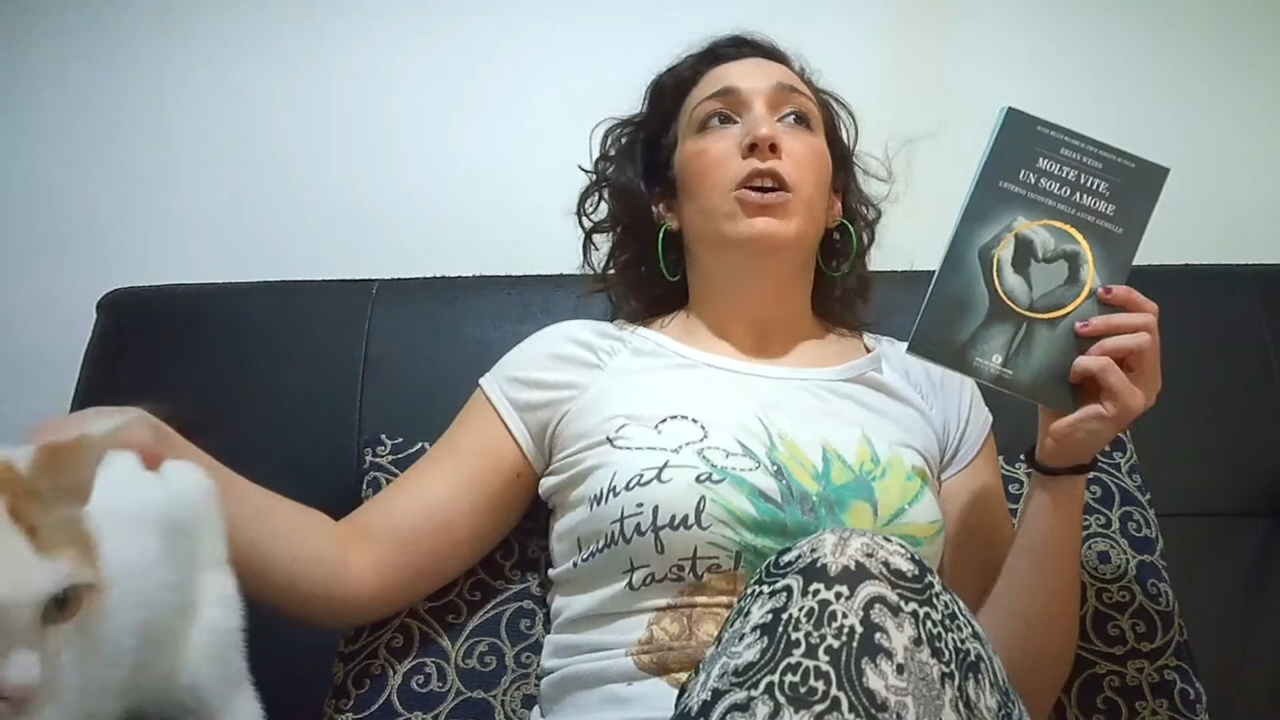 BRIAN WEISS
MOLTE VITE,
UN SOLO AMORE
L'ETERNO INCONTRO DELLE ANIME GEMELLE
what a
beautiful
taste!